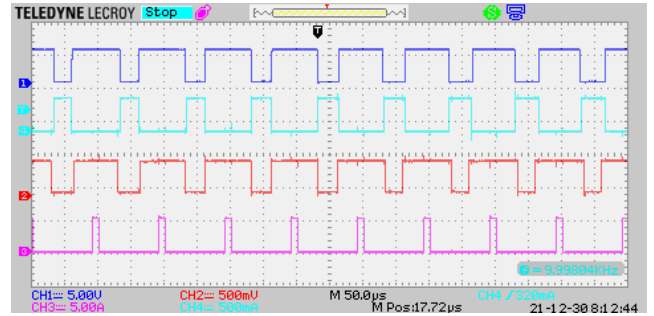 TELEDYNE LECROY Stop
T
1
T
4
2
3
f = 9.99804KHz
CH1 5.00V CH2 500mV M 50.0μs CH4 / 320mA
CH3 5.00A CH4 500mA M Pos:17.72μs 21-12-30 8:12:44